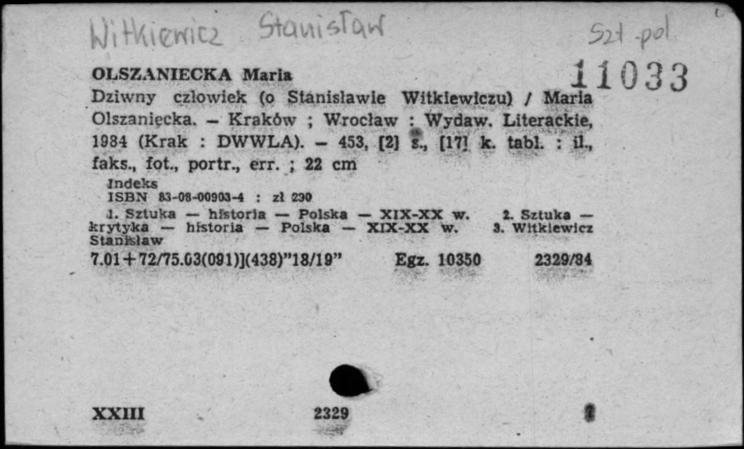 Witkiewicz Stanisław
Szt. pol
11033
OLSZANIECKA Maria
Dziwny człowiek (o Stanisławie Witkiewiczu) / Maria
Olszaniecka. — Kraków ; Wrocław : Wydaw. Literackie,
1984 (Krak : DWWLA). — 453, [2] s., [17] k. tabl. : il.,
faks., fot., portr., err. ; 22 cm
Indeks
ISBN 83-08-00903-4 : zł 290
1. Sztuka — historia — Polska — XIX-XX w. 2. Sztuka —
krytyka — historia — Polska — XIX-XX w. 3. Witkiewicz
Stanisław
7.01+72/75.03(091)](438)"18/19" Egz. 10350 2329/84
XXIII 2329